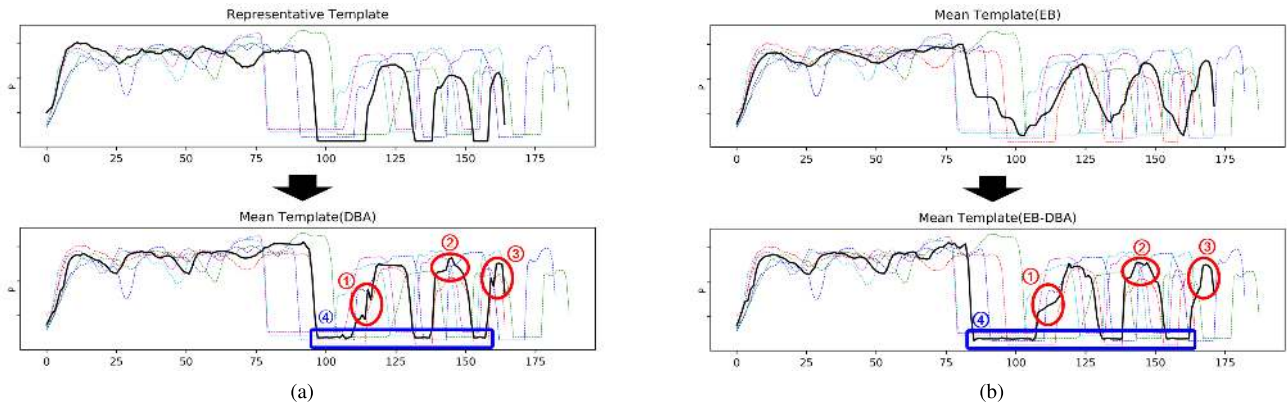 Representative Template
P
0 25 50 75 100 125 150 175
Mean Template(DBA)
① ② ③ ④
P
0 25 50 75 100 125 150 175
(a)
Mean Template(EB)
P
0 25 50 75 100 125 150 175
Mean Template(EB-DBA)
① ② ③ ④
P
0 25 50 75 100 125 150 175
(b)